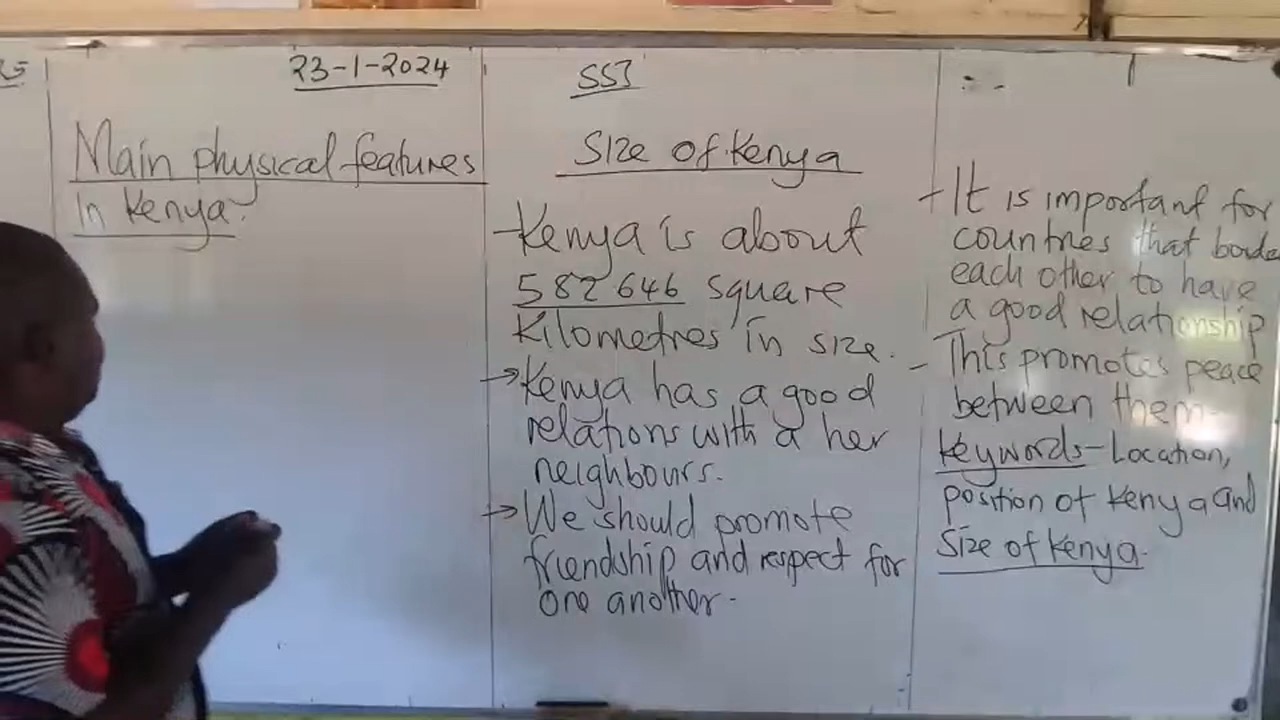 23-1-2024
Main physical features
In Kenya
SST
Size of Kenya
-Kenya is about
582 646 square
Kilometres in size.
→Kenya has a good
relations with a her
neighbours.
→We should promote
friendship and respect for
one another-
-It is important for
countries that borde
each other to have
a good relationship
- This promotes peace
between them-
Keywords-Location,
position of Kenya and
Size of Kenya-